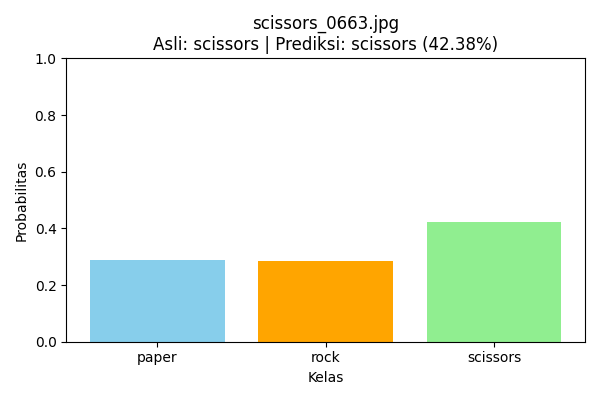 scissors_0663.jpg
Asli: scissors | Prediksi: scissors (42.38%)
1.0
0.8
0.6
0.4
0.2
0.0
Probabilitas
paper rock scissors
Kelas